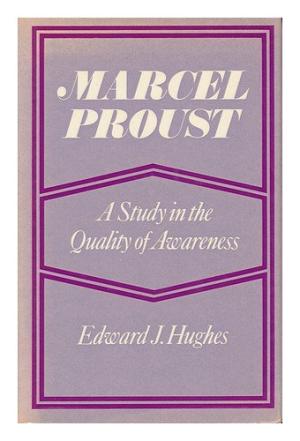 MARCEL
PROUST
A Study in the
Quality of Awareness
Edward J. Hughes